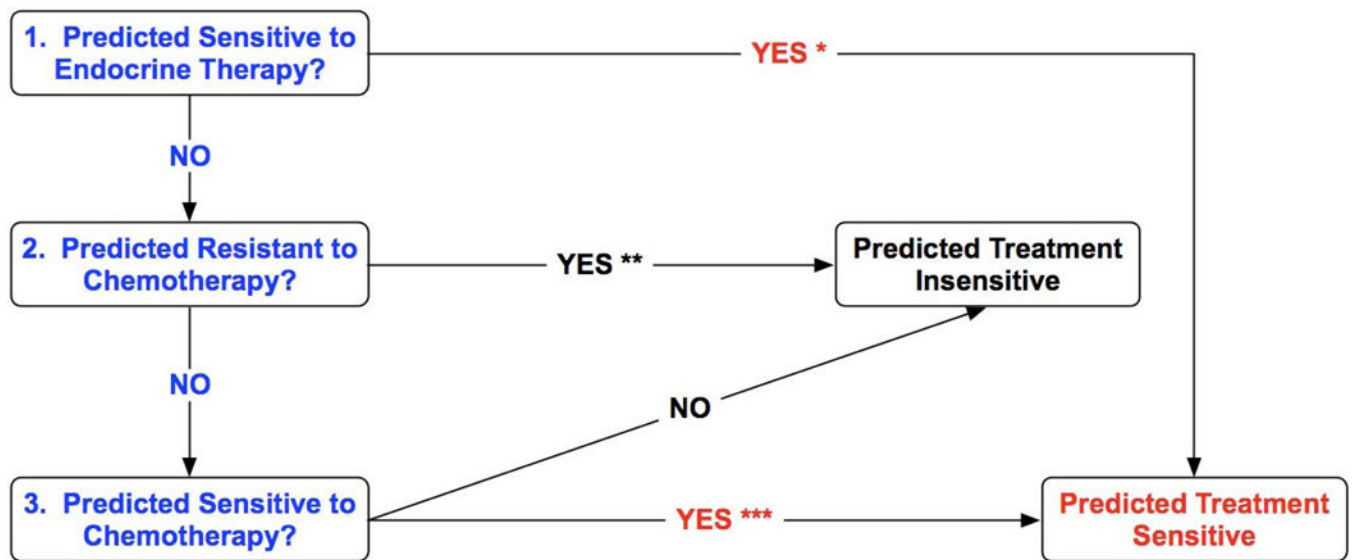 1. Predicted Sensitive to
Endocrine Therapy?
YES *
NO
2. Predicted Resistant to
Chemotherapy?
YES **
Predicted Treatment
Insensitive
NO
NO
3. Predicted Sensitive to
Chemotherapy?
YES ***
Predicted Treatment
Sensitive